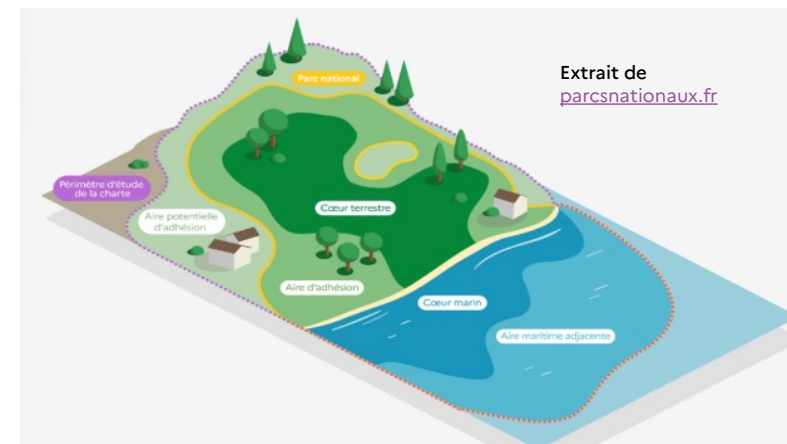 Extrait de
parcsnationaux.fr
Parc national
Périmètre d'étude
de la charte
Cœur terrestre
Aire potentielle
d'adhésion
Aire d'adhésion
Cœur marin
Aire maritime adjacente